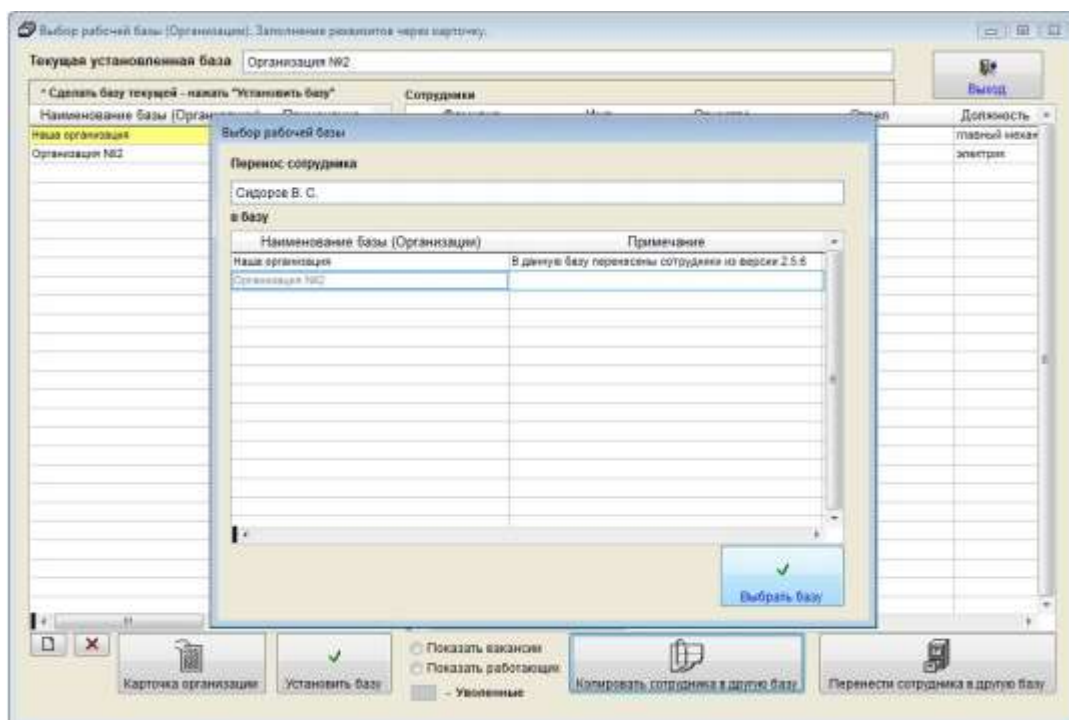 Выбор рабочей базы (Организации). Заполнение реквизитов через карточку.
Текущая установленная база Организация №2
Выход
* Сделать базу текущей - нажать "Установить базу"
Сотрудники
Наименование базы Должность
Наша организация главный
Организация №2 электрик
Выбор рабочей базы
Перенос сотрудника
Сидоров В. С.
в базу
Наименование базы (Организации) Примечание
Наша организация В данную базу перенесены сотрудники из версии 2.5.6
Организация №2
Выбрать базу
Показать вакансии
Показать работающих
- Уволенные
Карточка организации
Установить базу
Копировать сотрудника в другую базу
Перенести сотрудника в другую базу